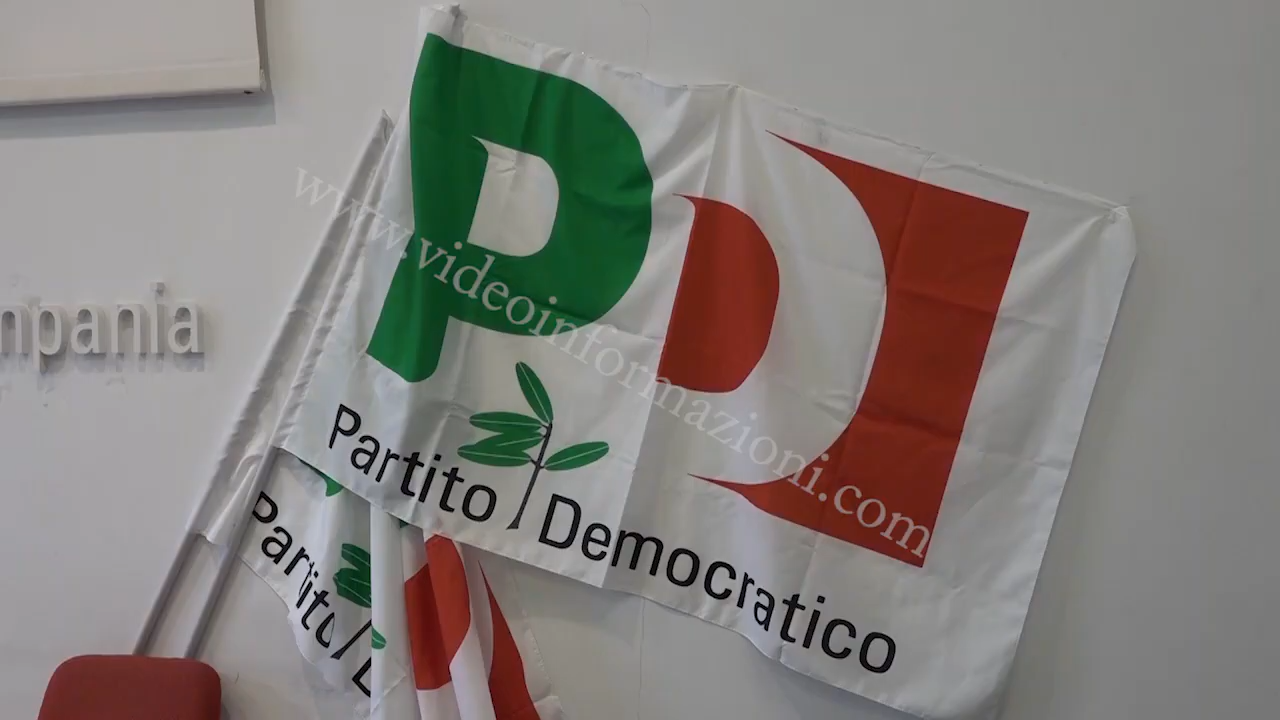 PD
Partito Democratico
www.videoinformazioni.com
mpania
Partito